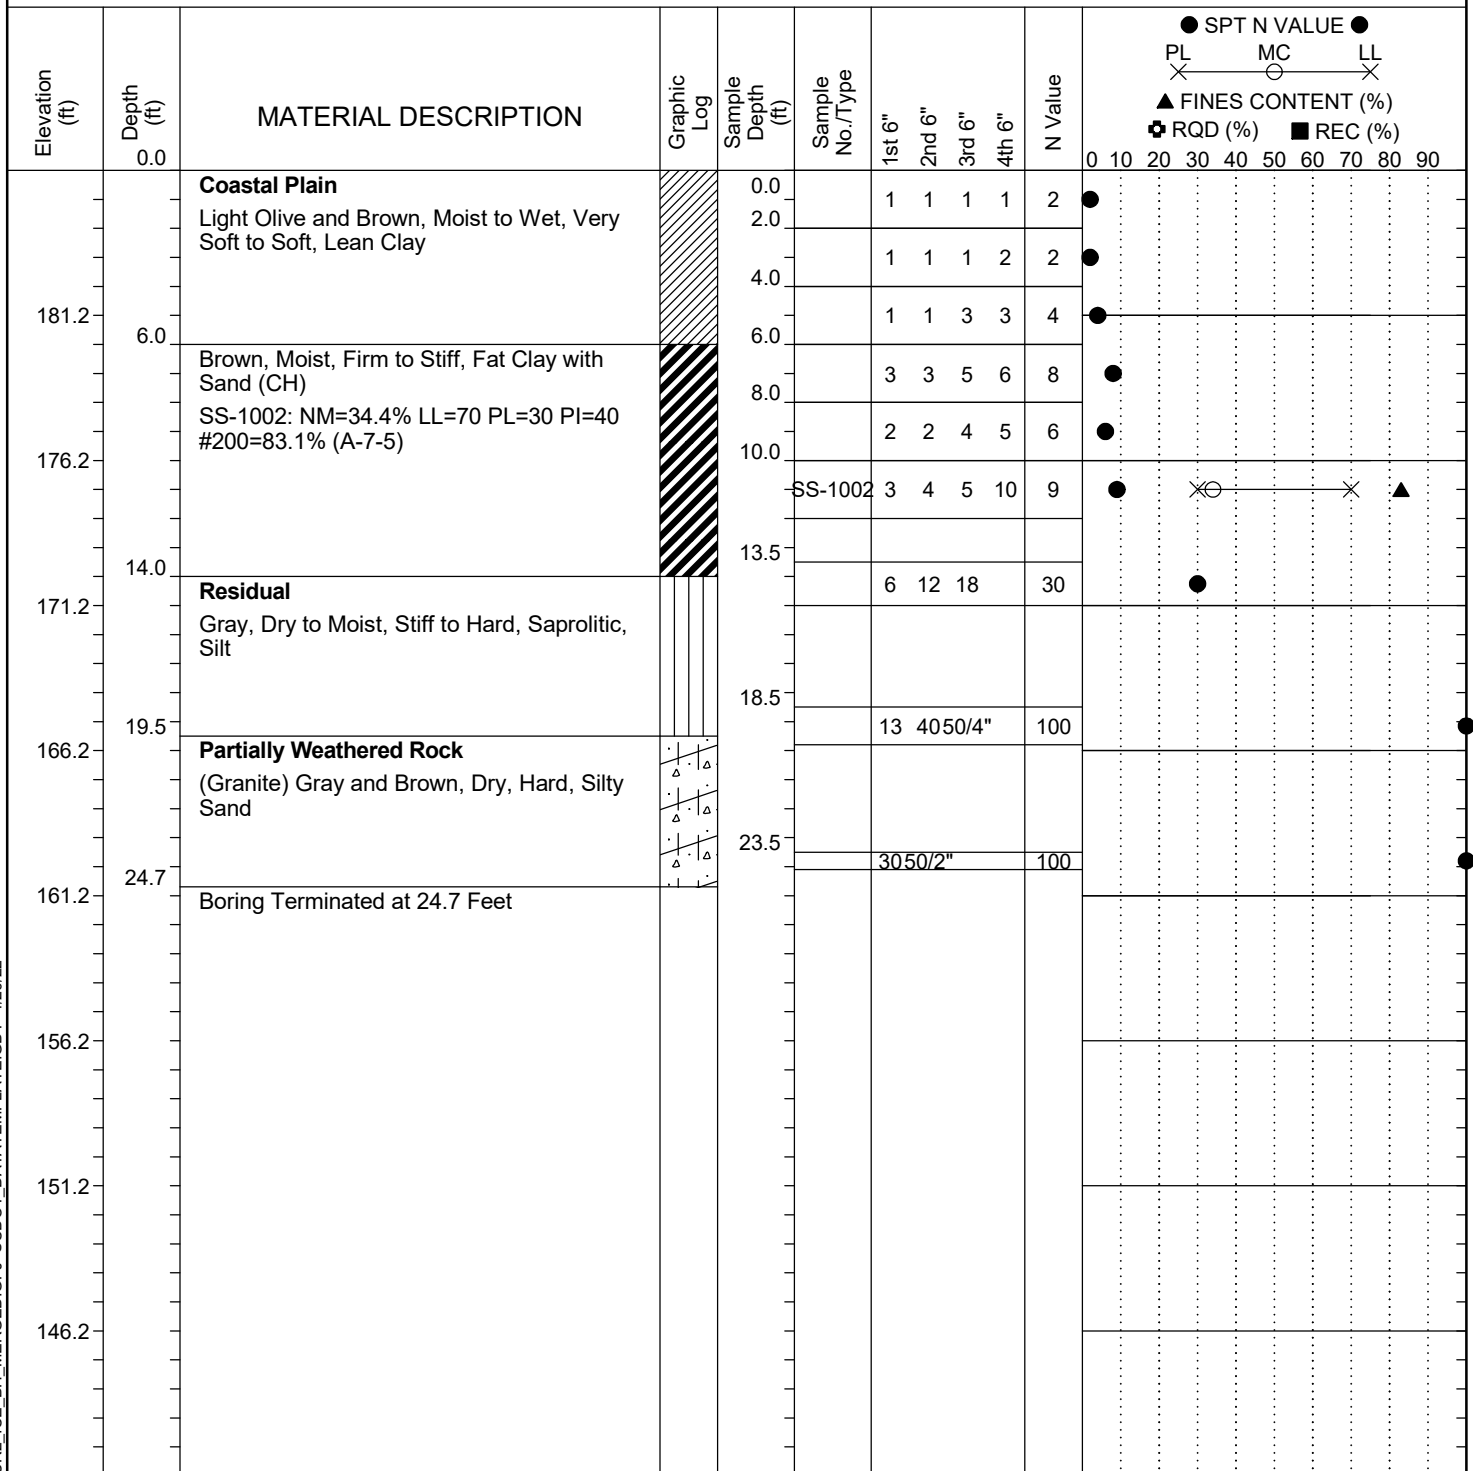 ● SPT N VALUE ●
PL MC LL
▲ FINES CONTENT (%)
RQD (%) ■ REC (%)
0 10 20 30 40 50 60 70 80 90
Elevation
(ft)
Depth
(ft)
0.0
MATERIAL DESCRIPTION
Graphic
Log
Sample
Depth
(ft)
Sample
No./Type
1st 6"
2nd 6"
3rd 6"
4th 6"
N Value
Coastal Plain
Light Olive and Brown, Moist to Wet, Very
Soft to Soft, Lean Clay
0.0
1 1 1 1 2
2.0
1 1 1 2 2
4.0
181.2
1 1 3 3 4
6.0
6.0
Brown, Moist, Firm to Stiff, Fat Clay with
Sand (CH)
SS-1002: NM=34.4% LL=70 PL=30 PI=40
#200=83.1% (A-7-5)
3 3 5 6 8
8.0
2 2 4 5 6
10.0
176.2
SS-1002 3 4 5 10 9
13.5
14.0
Residual
Gray, Dry to Moist, Stiff to Hard, Saprolitic,
Silt
6 12 18 30
171.2
18.5
19.5
13 40 50/4" 100
166.2
Partially Weathered Rock
(Granite) Gray and Brown, Dry, Hard, Silty
Sand
23.5
30 50/2" 100
24.7
161.2
Boring Terminated at 24.7 Feet
156.2
151.2
146.2